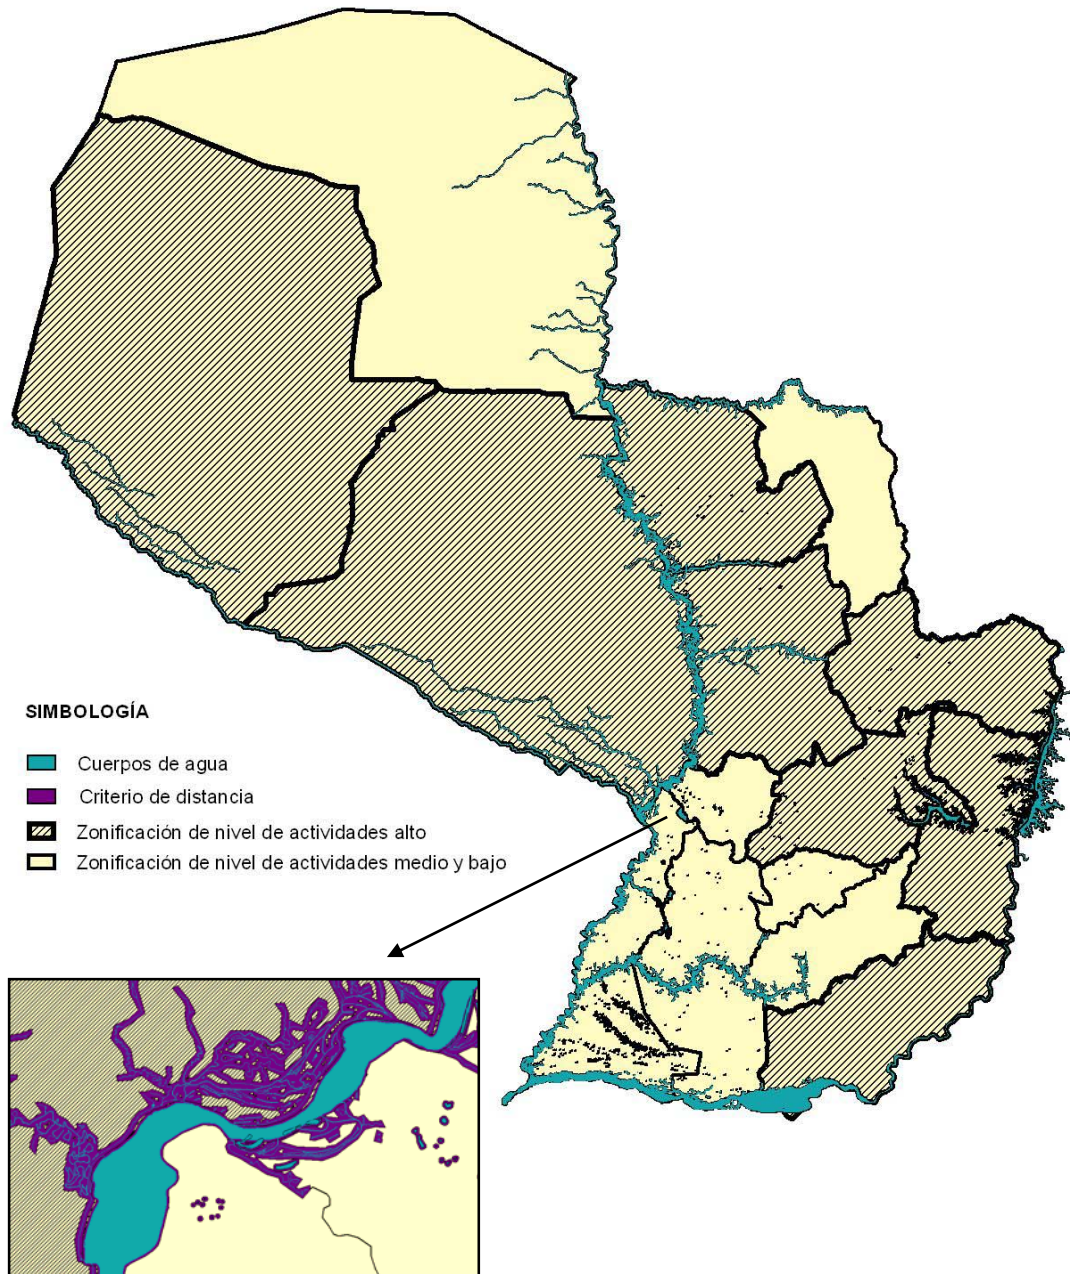 SIMBOLOGÍA
Cuerpos de agua
Criterio de distancia
Zonificación de nivel de actividades alto
Zonificación de nivel de actividades medio y bajo